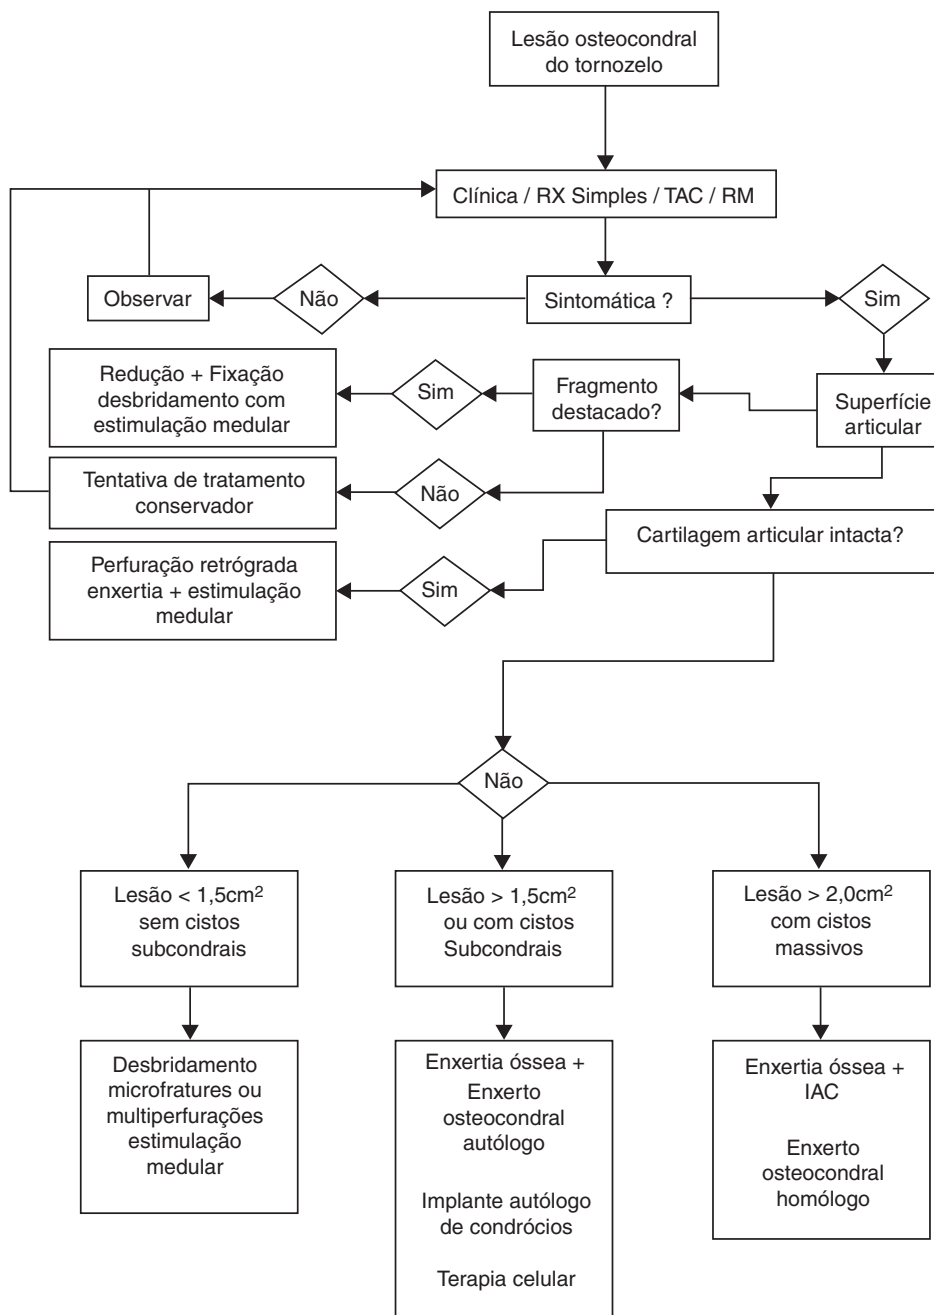 Lesão osteocondral
do tornozelo
Clínica / RX Simples / TAC / RM
Observar
Não
Sintomática ?
Sim
Redução + Fixação
desbridamento com
estimulação medular
Sim
Fragmento
destacado?
Superfície
articular
Tentativa de tratamento
conservador
Não
Cartilagem articular intacta?
Perfuração retrógrada
enxertia + estimulação
medular
Sim
Não
Lesão < 1,5cm²
sem cistos
subcondrais
Lesão > 1,5cm²
ou com cistos
Subcondrais
Lesão > 2,0cm²
com cistos
massivos
Desbridamento
microfratures ou
multiperfurações
estimulação
medular
Enxertia óssea +
Enxerto
osteocondral
autólogo
Implante autólogo
de condrócios
Terapia celular
Enxertia óssea +
IAC
Enxerto
osteocondral
homólogo